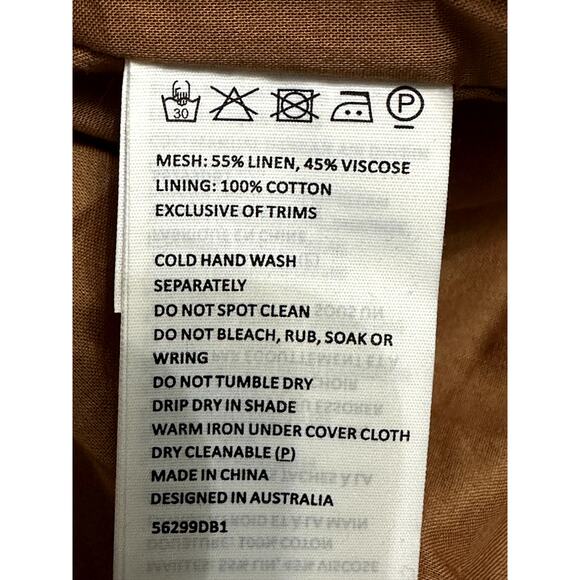 30
P
MESH: 55% LINEN, 45% VISCOSE
LINING: 100% COTTON
EXCLUSIVE OF TRIMS
COLD HAND WASH
SEPARATELY
DO NOT SPOT CLEAN
DO NOT BLEACH, RUB, SOAK OR
WRING
DO NOT TUMBLE DRY
DRIP DRY IN SHADE
WARM IRON UNDER COVER CLOTH
DRY CLEANABLE (P)
MADE IN CHINA
DESIGNED IN AUSTRALIA
56299DB1